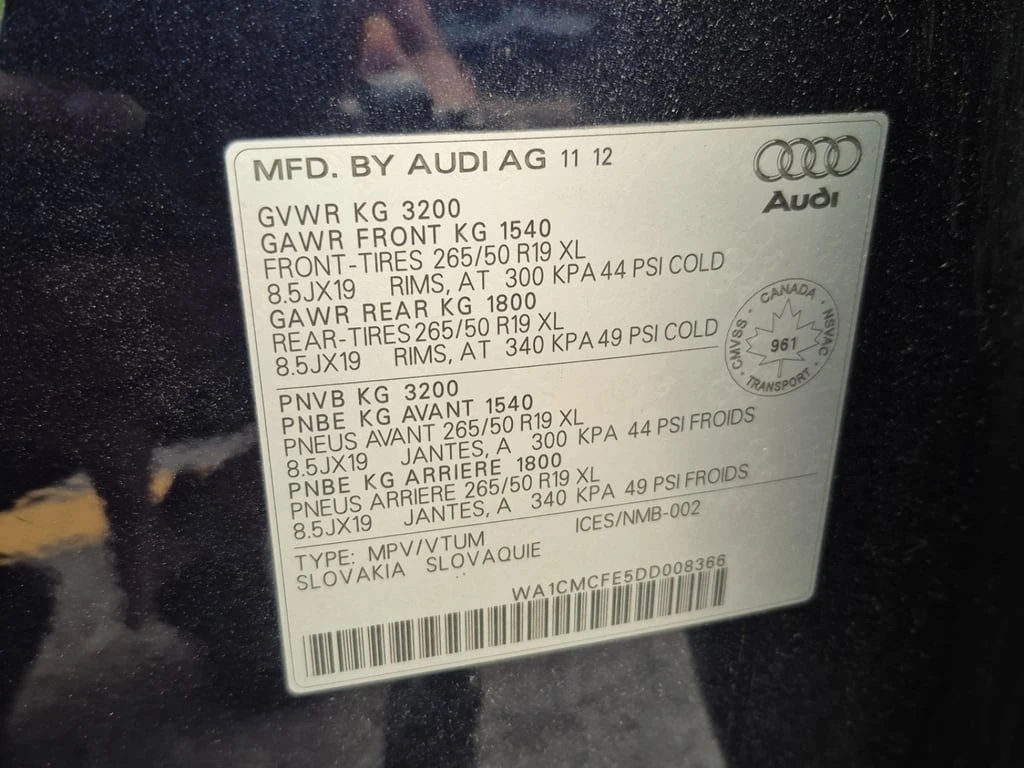 MFD. BY AUDI AG 11 12
Audi
GVWR KG 3200
GAWR FRONT KG 1540
FRONT-TIRES 265/50 R19 XL
8.5JX19 RIMS, AT 300 KPA 44 PSI COLD
GAWR REAR KG 1800
REAR-TIRES 265/50 R19 XL
8.5JX19 RIMS, AT 340 KPA 49 PSI COLD
CANADA
CMVSS NSVAC
961
TRANSPORT
PNVB KG 3200
PNBE KG AVANT 1540
PNEUS AVANT 265/50 R19 XL
8.5JX19 JANTES, A 300 KPA 44 PSI FROIDS
PNBE KG ARRIERE 1800
PNEUS ARRIERE 265/50 R19 XL
8.5JX19 JANTES, A 340 KPA 49 PSI FROIDS
TYPE: MPV/VTUM ICES/NMB-002
SLOVAKIA SLOVAQUIE
WA1CMCFE5DD008366